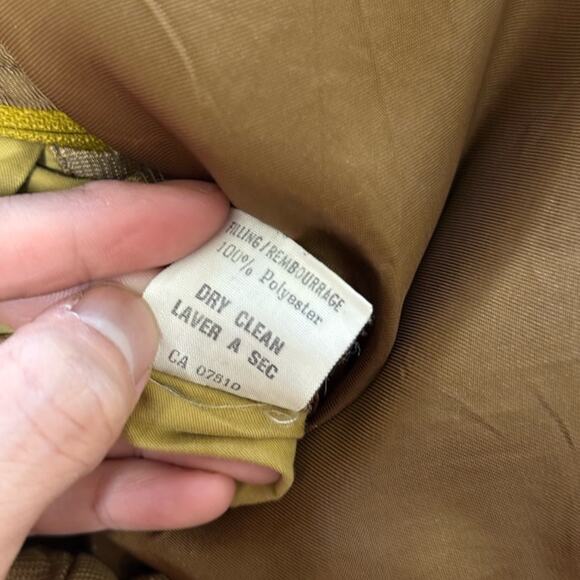 FILLING/REMBOURRAGE
100% Polyester
DRY CLEAN
LAVER A SEC
CA 07810